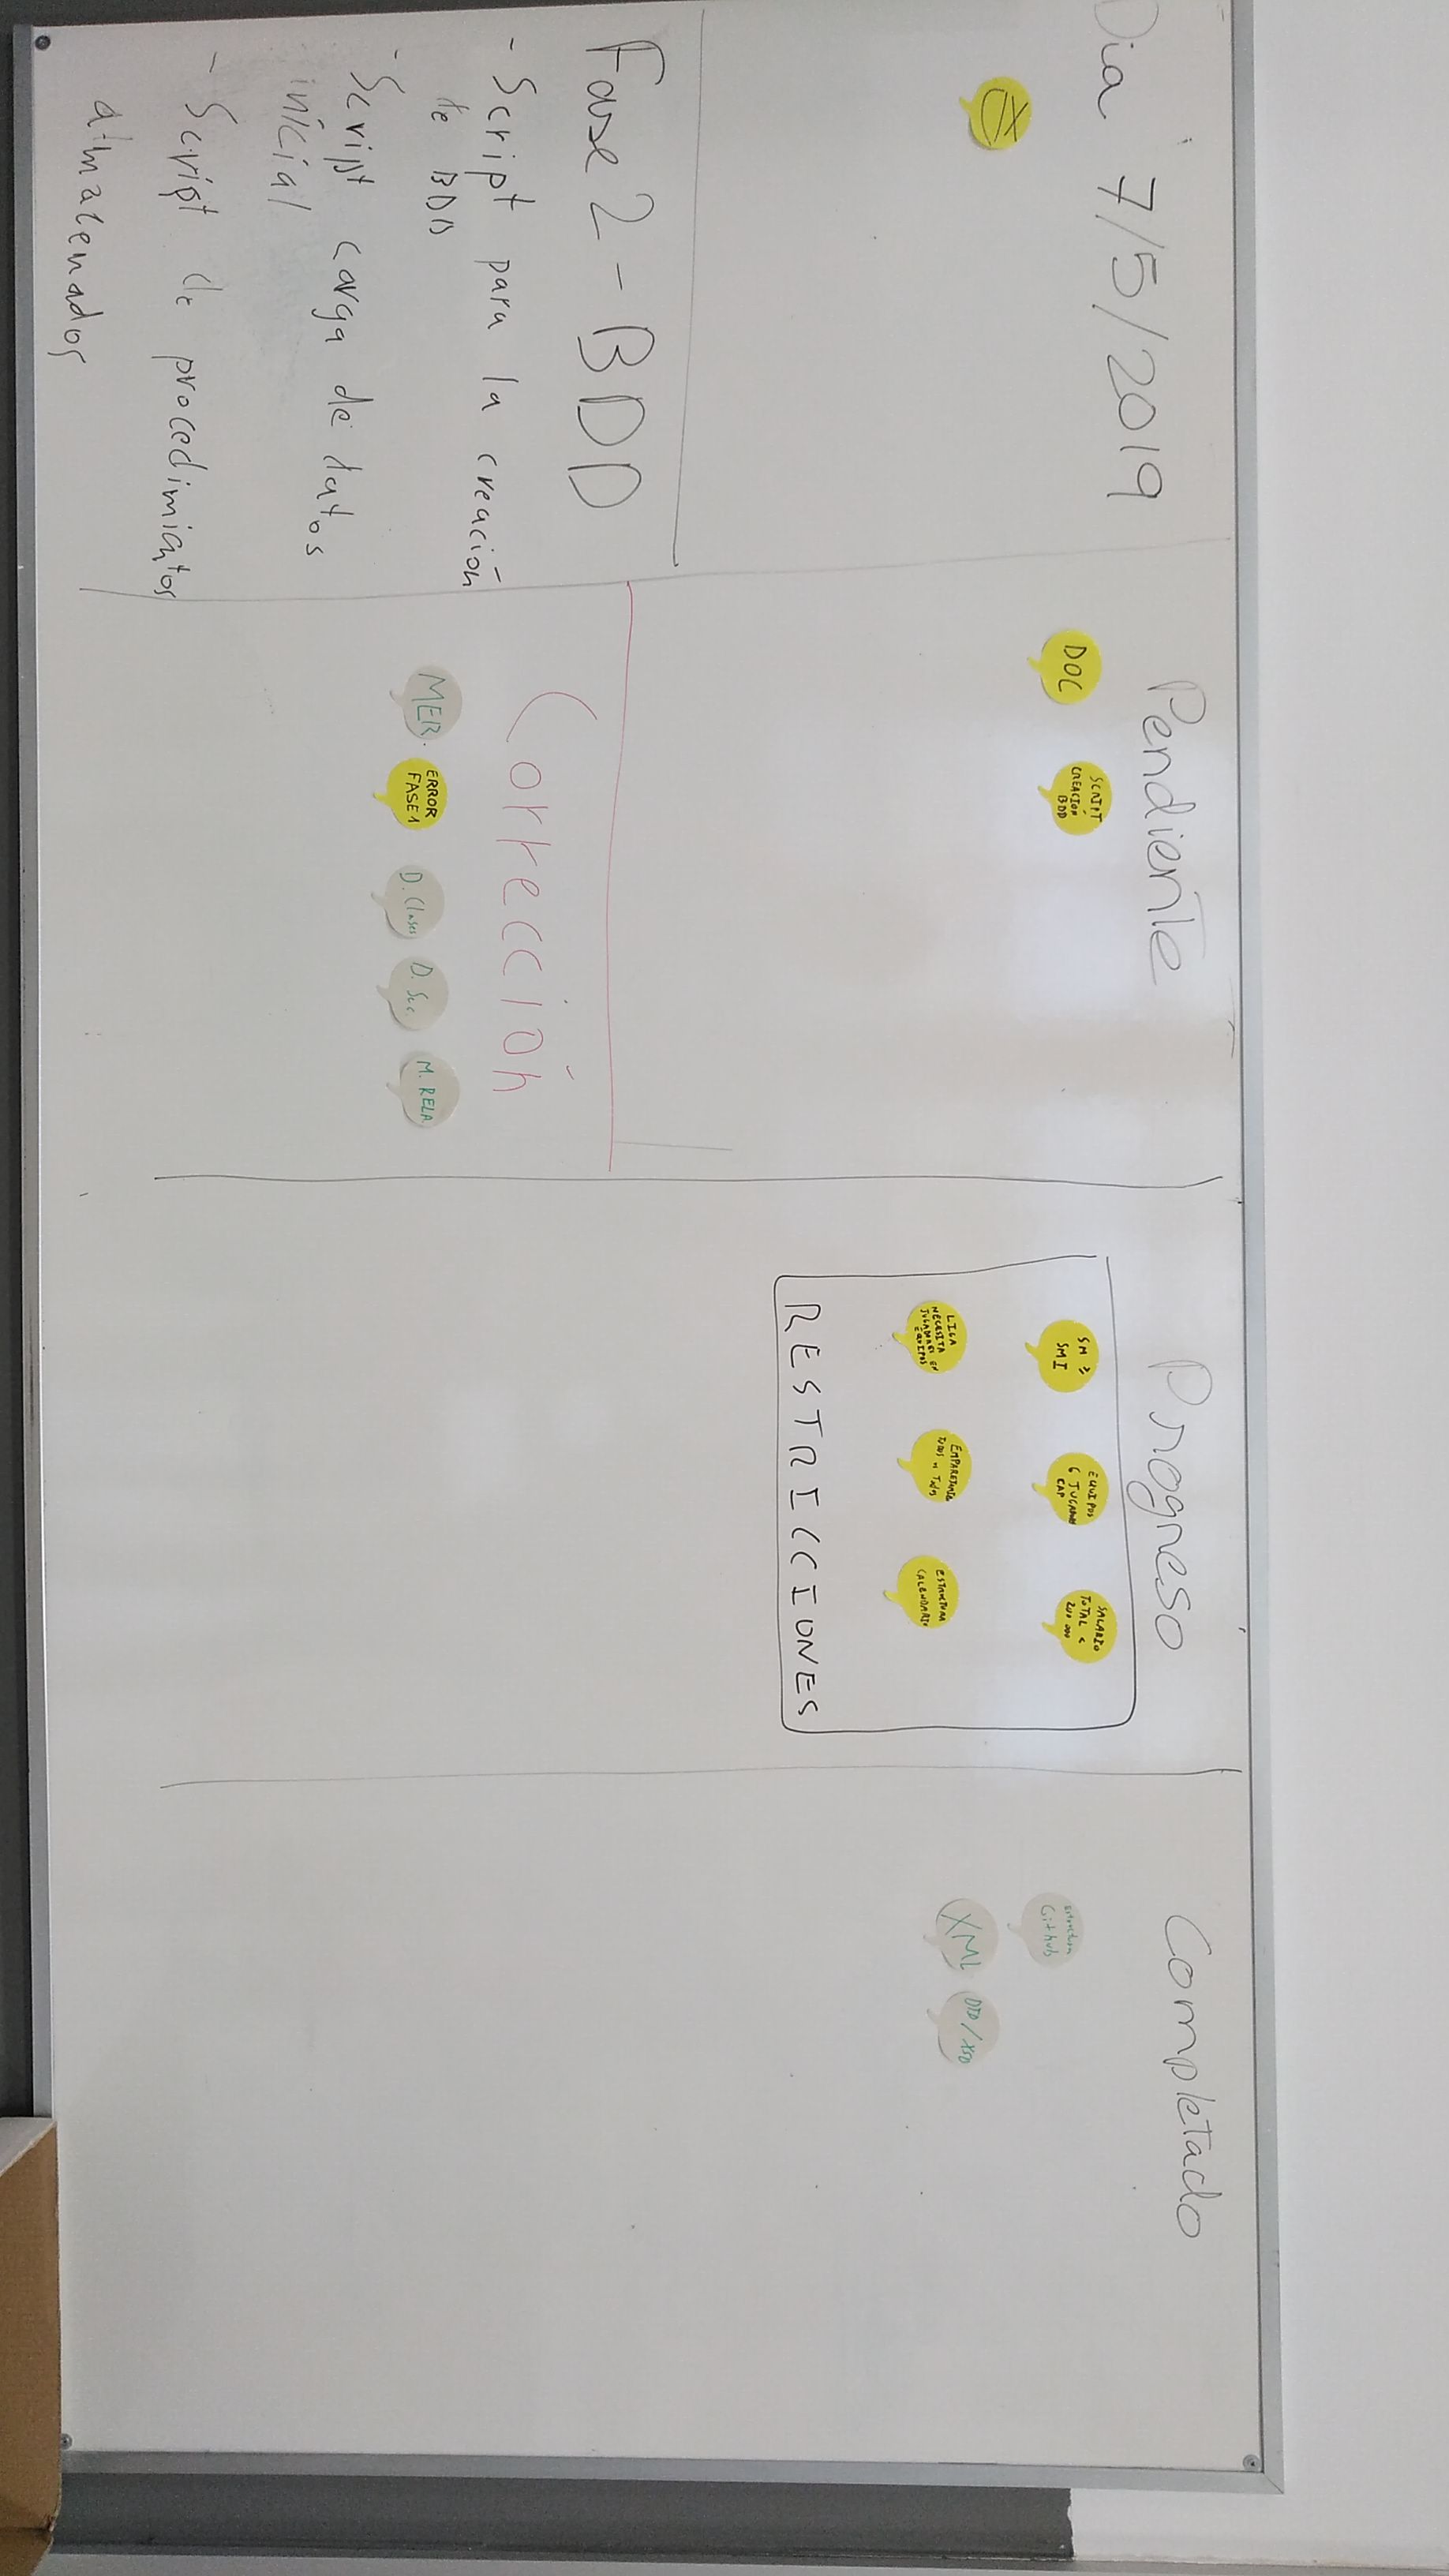 Dia 7/5/2019
Fase 2 - BDD
- Script para la creación
de BDD
- Script carga de datos
inicial
- Script de procedimientos
almacenados
Pendiente
DOC
SCRIPT
CREACIÓN
BDD
Corrección
MER.
ERROR
FASE 1
D. Clases
D. Sec.
M. RELA.
Progreso
SM ≥
SMI
EQUIPOS
6 JUGADORES
CAP
SALARIO
TOTAL <
200 000
LIGA
NECESITA
JUGADORES EN
EQUIPOS
TODOS vs Todos
ESTRUCTURA
CALENDARIO
RESTRICCIONES
Completado
Estructura
Github
XML
DTD/XSD